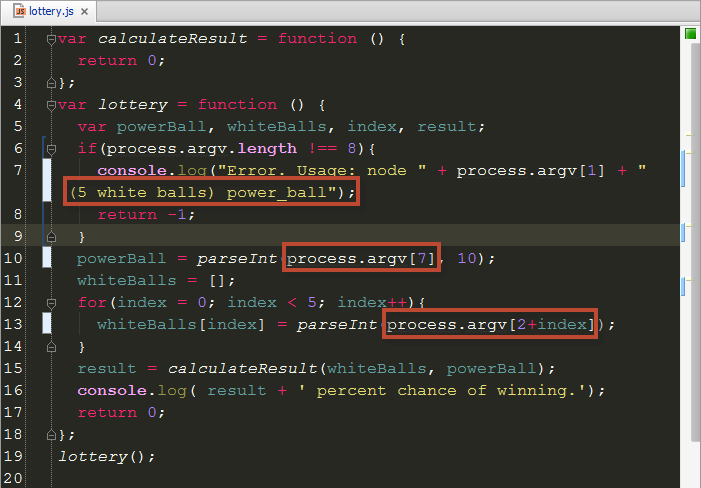 lottery.js
1 var calculateResult = function () {
2 return 0;
3 };
4 var lottery = function () {
5 var powerBall, whiteBalls, index, result;
6 if(process.argv.length !== 8){
7 console.log("Error. Usage: node " + process.argv[1] + "
(5 white balls) power_ball");
8 return -1;
9 }
10 powerBall = parseInt(process.argv[7], 10);
11 whiteBalls = [];
12 for(index = 0; index < 5; index++){
13 whiteBalls[index] = parseInt(process.argv[2+index]);
14 }
15 result = calculateResult(whiteBalls, powerBall);
16 console.log( result + ' percent chance of winning.');
17 return 0;
18 };
19 lottery();
20